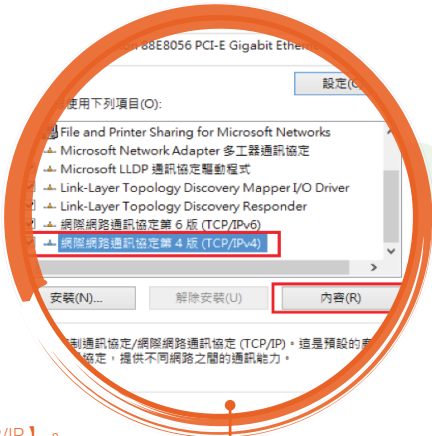 88E8056 PCI-E Gigabit Ethern
設定(C
使用下列項目(O):
File and Printer Sharing for Microsoft Networks
Microsoft Network Adapter 多工器通訊協定
Microsoft LLDP 通訊協定驅動程式
Link-Layer Topology Discovery Mapper I/O Driver
Link-Layer Topology Discovery Responder
網際網路通訊協定第 6 版 (TCP/IPv6)
網際網路通訊協定第 4 版 (TCP/IPv4)
安裝(N)... 解除安裝(U) 內容(R)
制通訊協定/網際網路通訊協定 (TCP/IP)。這是預設的
協定，提供不同網路之間的通訊能力。
/IP】。